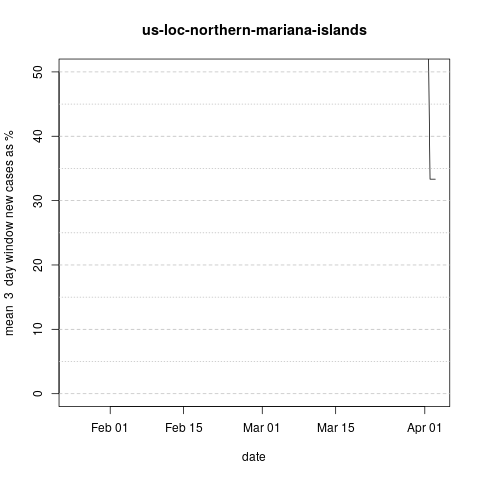 us-loc-northern-mariana-islands
mean  3  day window new cases as %
50
40
30
20
10
0
Feb 01
Feb 15
Mar 01
Mar 15
Apr 01
date